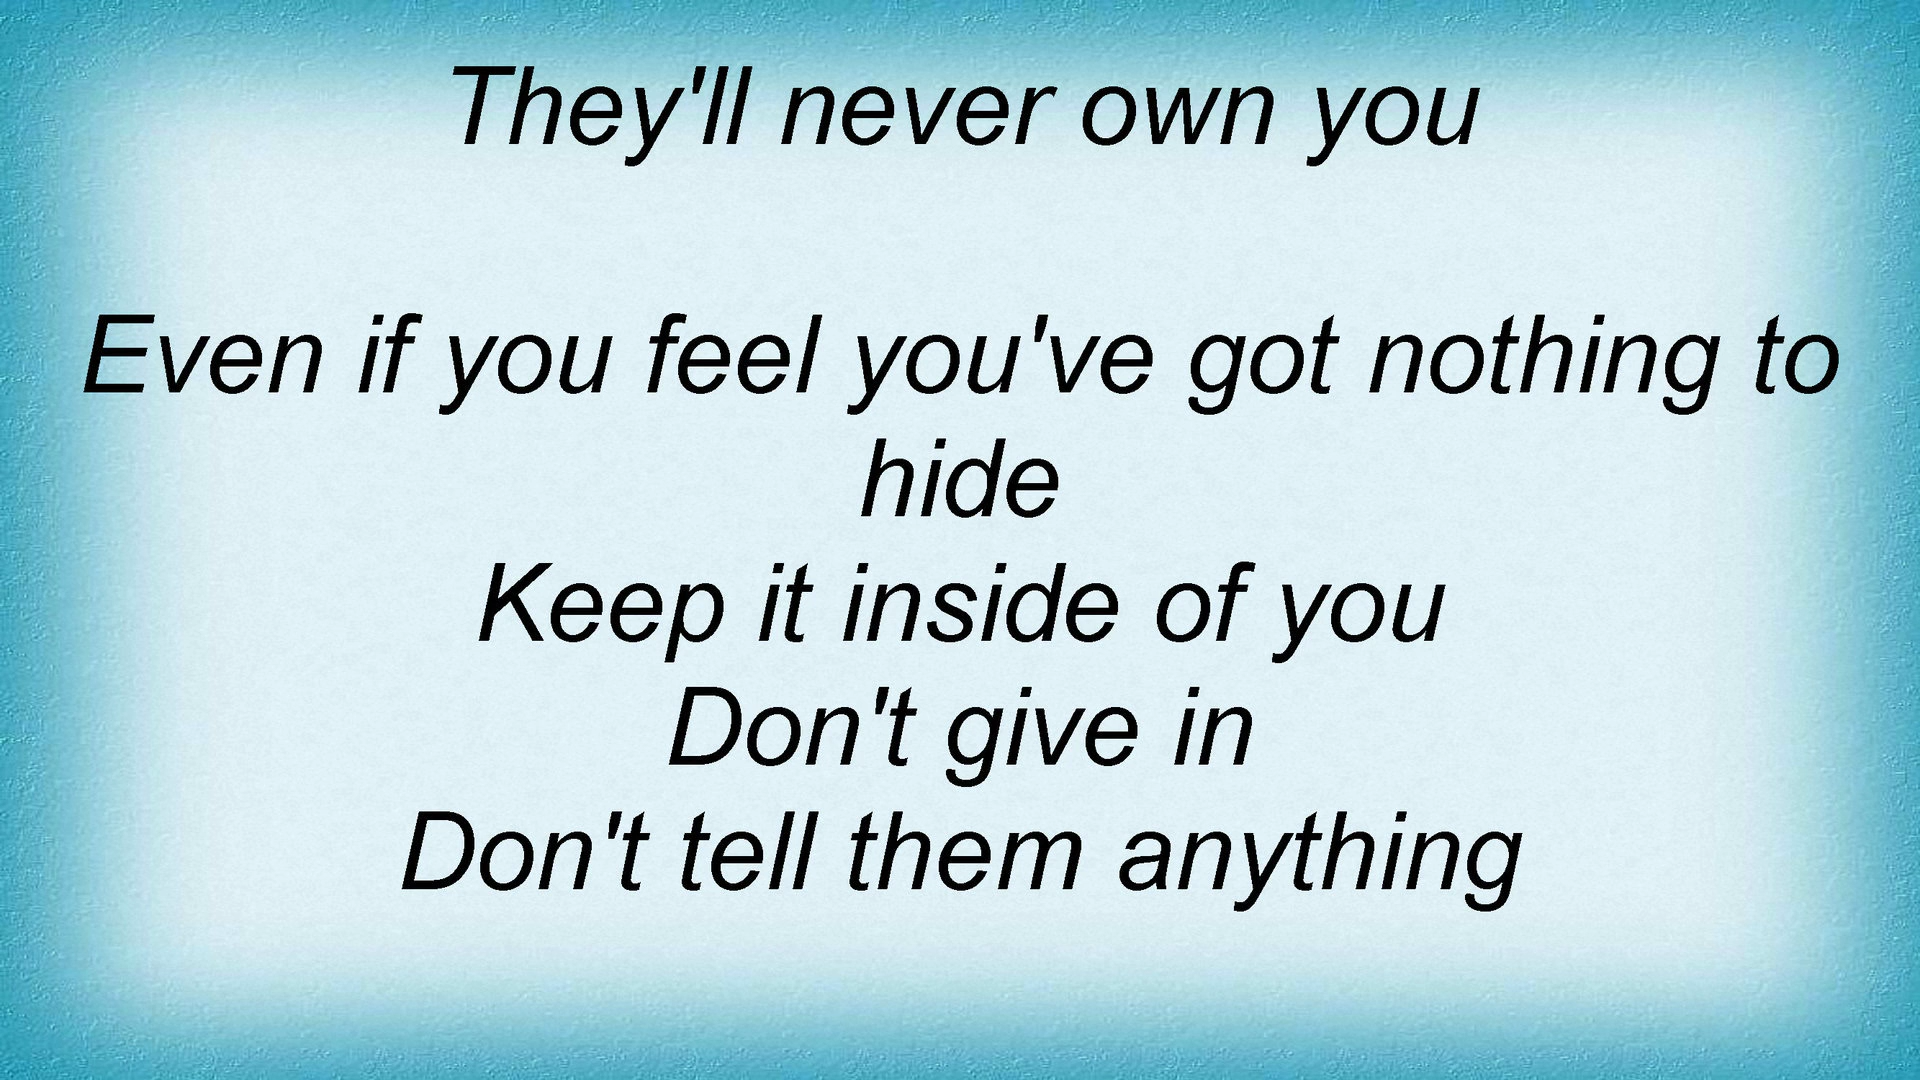 They'll never own you
Even if you feel you've got nothing to
hide
Keep it inside of you
Don't give in
Don't tell them anything